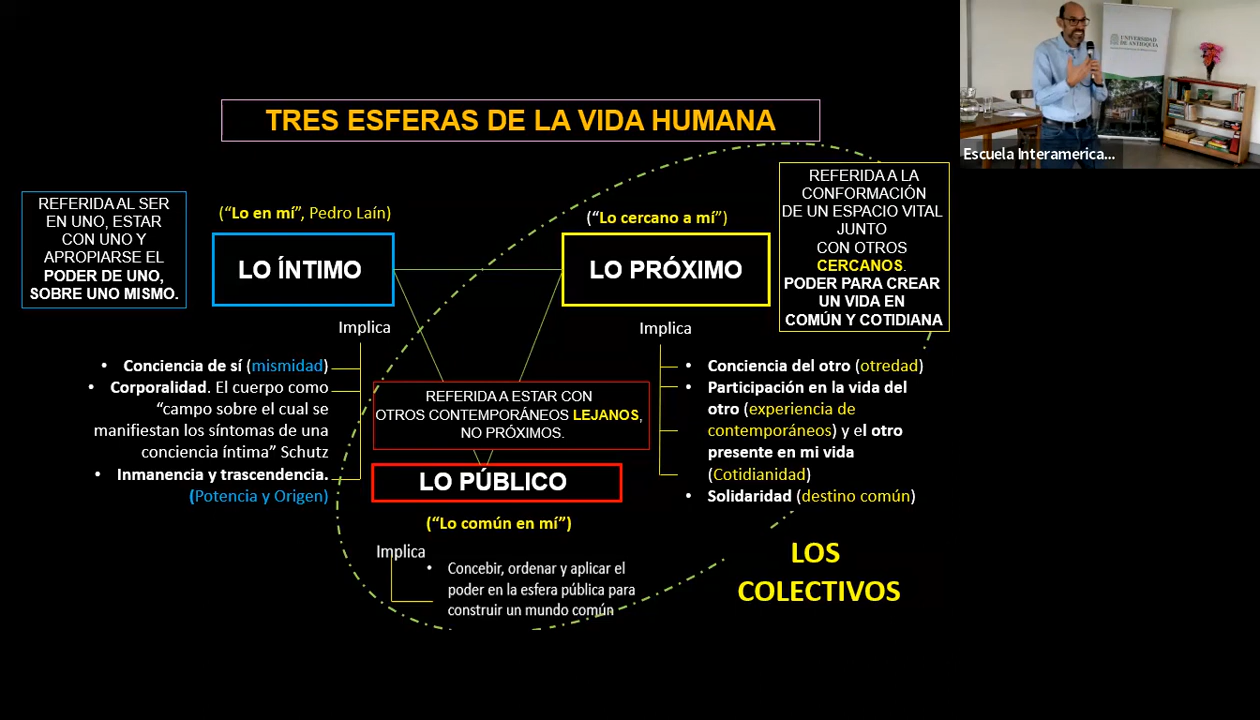 TRES ESFERAS DE LA VIDA HUMANA
UNIVERSIDAD
DE ANTIOQUIA
Escuela Interamerica...
REFERIDA AL SER
EN UNO, ESTAR
CON UNO Y
APROPIARSE EL
PODER DE UNO,
SOBRE UNO MISMO.
(“Lo en mí”, Pedro Laín)
LO ÍNTIMO
Implica
• Conciencia de sí (mismidad)
• Corporalidad. El cuerpo como
“campo sobre el cual se
manifiestan los síntomas de una
conciencia íntima” Schutz
• Inmanencia y trascendencia.
(Potencia y Origen)
(“Lo cercano a mí”)
LO PRÓXIMO
REFERIDA A LA
CONFORMACIÓN
DE UN ESPACIO VITAL
JUNTO
CON OTROS
CERCANOS.
PODER PARA CREAR
UN VIDA EN
COMÚN Y COTIDIANA
Implica
• Conciencia del otro (otredad)
• Participación en la vida del
otro (experiencia de
contemporáneos) y el otro
presente en mi vida
(Cotidianidad)
• Solidaridad (destino común)
REFERIDA A ESTAR CON
OTROS CONTEMPORÁNEOS LEJANOS,
NO PRÓXIMOS.
LO PÚBLICO
(“Lo común en mí”)
Implica
• Concebir, ordenar y aplicar el
poder en la esfera pública para
construir un mundo común
LOS
COLECTIVOS